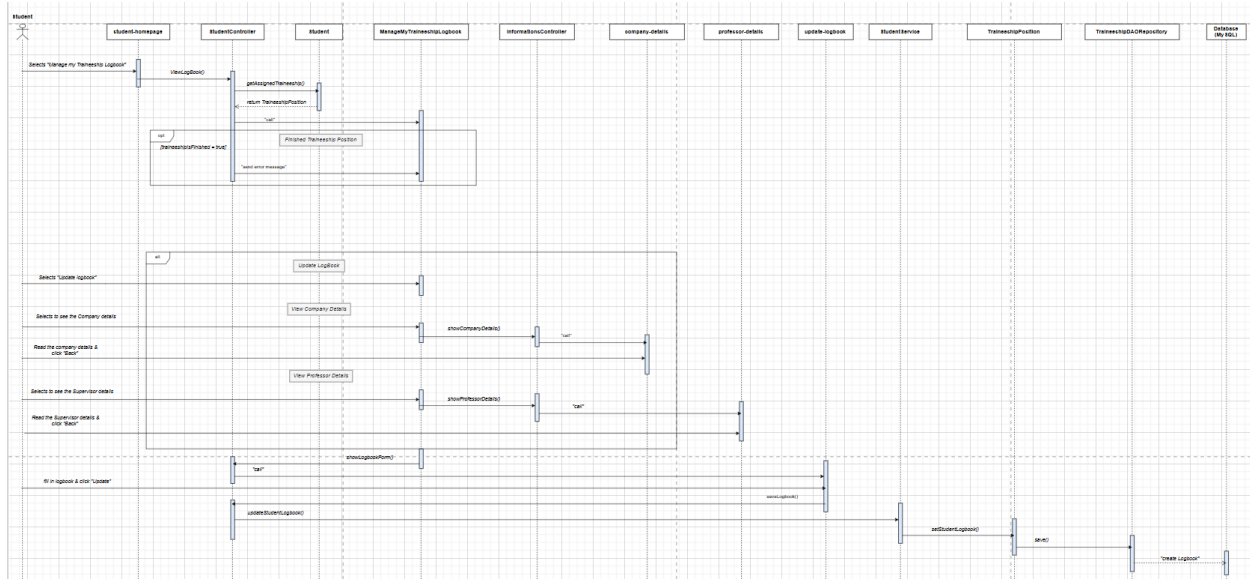 Student
student-homepage
StudentController
Student
ManageMyTraineeshipLogbook
InformationsController
company-details
professor-details
update-logbook
StudentService
TraineeshipPosition
TraineeshipDAORepository
Database
(My SQL)
Selects "Manage my Traineeship Logbook"
ViewLogBook()
getAssignedTraineeship()
return TraineeshipPosition
"call"
opt
Finished Traineeship Position
[traineeshipIsFinished = true]
"send error message"
alt
Update LogBook
Selects "Update logbook"
View Company Details
Selects to see the Company details
showCompanyDetails()
"call"
Read the company details &
click "Back"
View Professor Details
Selects to see the Supervisor details
showProfessorDetails()
"call"
Read the Supervisor details &
click "Back"
showLogbookForm()
"call"
fill in logbook & click "Update"
saveLogbook()
updateStudentLogbook()
setStudentLogbook()
save()
"create Logbook"